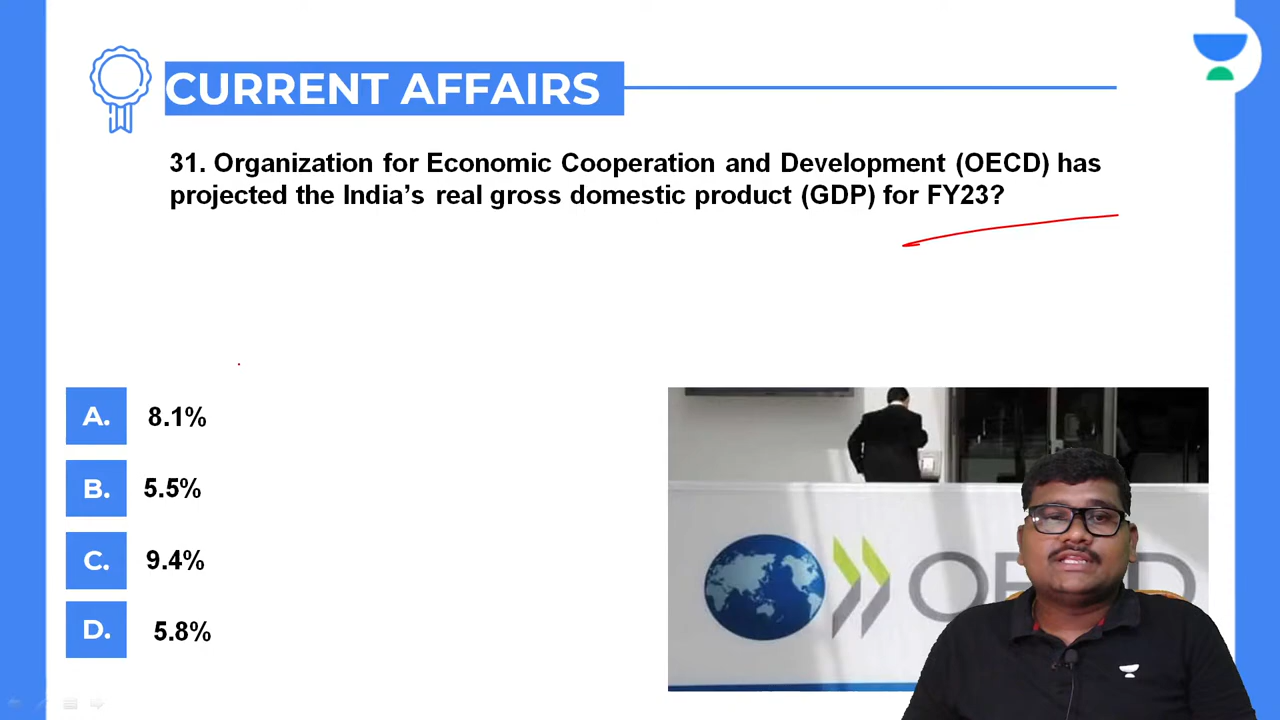 CURRENT AFFAIRS
31. Organization for Economic Cooperation and Development (OECD) has
projected the India's real gross domestic product (GDP) for FY23?
A. 8.1%
B. 5.5%
C. 9.4%
D. 5.8%